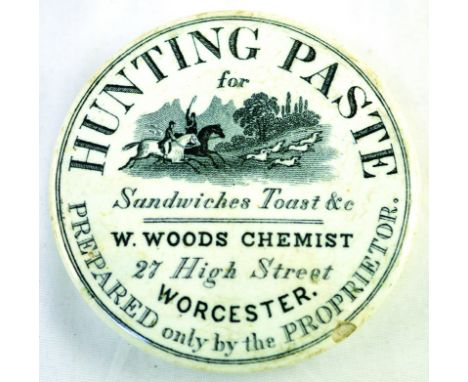 HUNTING PASTE
for
Sandwiches Toast &c
W. WOODS CHEMIST
27 High Street
WORCESTER.
PREPARED only by the PROPRIETOR.